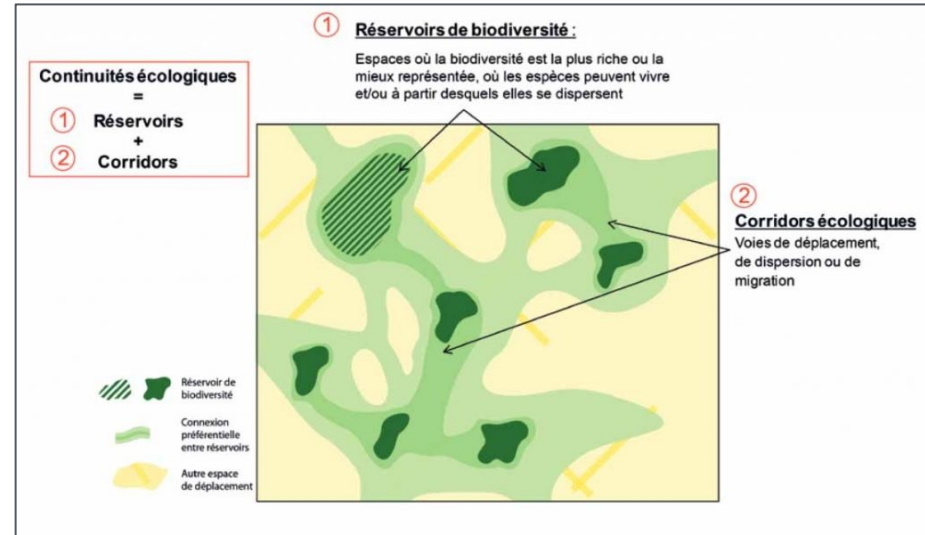 Continuités écologiques
=
① Réservoirs
+
② Corridors
① Réservoirs de biodiversité :
Espaces où la biodiversité est la plus riche ou la
mieux représentée, où les espèces peuvent vivre
et/ou à partir desquels elles se dispersent
②
Corridors écologiques
Voies de déplacement,
de dispersion ou de
migration
Réservoir de
biodiversité
Connexion
préférentielle
entre réservoirs
Autre espace
de déplacement